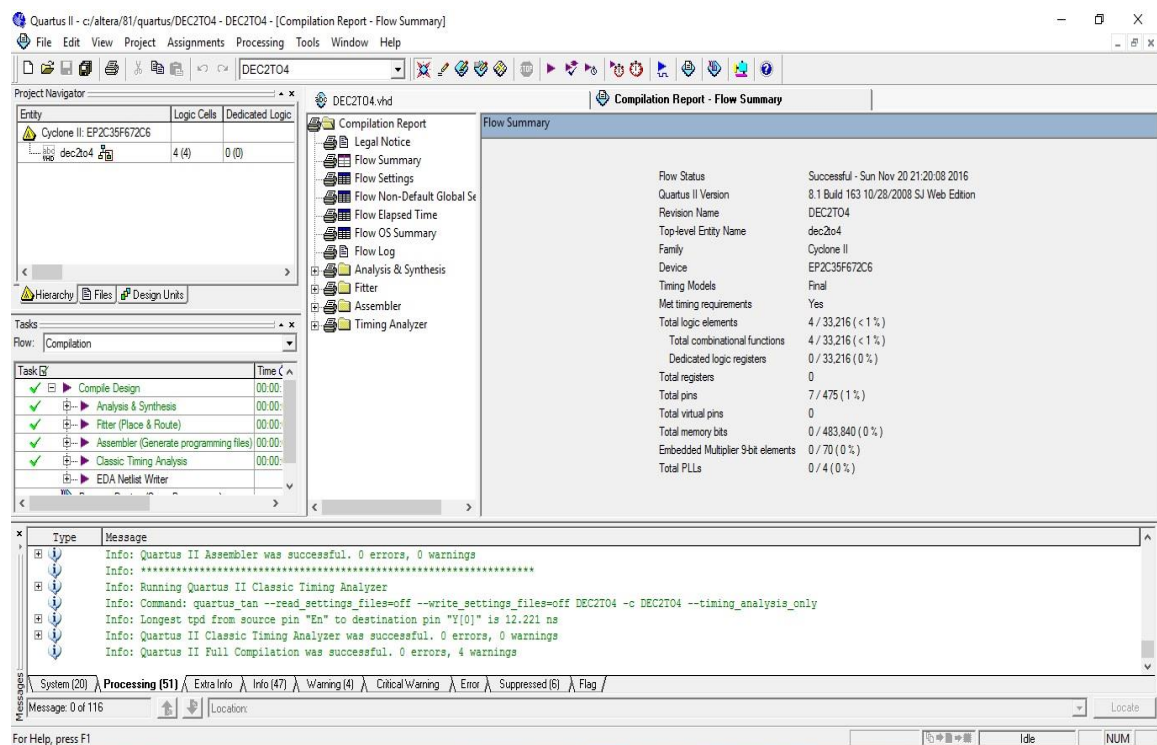 Quartus II - c:/altera/81/quartus/DEC2TO4 - DEC2TO4 - [Compilation Report - Flow Summary]
File Edit View Project Assignments Processing Tools Window Help
DEC2TO4
Project Navigator
Entity Logic Cells Dedicated Logic
Cyclone II: EP2C35F672C6
dec2to4 4 (4) 0 (0)
Hierarchy Files Design Units
Tasks
Flow: Compilation
Task Time (
Compile Design 00:00:
Analysis & Synthesis 00:00:
Fitter (Place & Route) 00:00:
Assembler (Generate programming files) 00:00:
Classic Timing Analysis 00:00:
EDA Netlist Writer
DEC2TO4.vhd
Compilation Report - Flow Summary
Compilation Report
Legal Notice
Flow Summary
Flow Settings
Flow Non-Default Global Se
Flow Elapsed Time
Flow OS Summary
Flow Log
Analysis & Synthesis
Fitter
Assembler
Timing Analyzer
Flow Summary
Flow Status Successful - Sun Nov 20 21:20:08 2016
Quartus II Version 8.1 Build 163 10/28/2008 SJ Web Edition
Revision Name DEC2TO4
Top-level Entity Name dec2to4
Family Cyclone II
Device EP2C35F672C6
Timing Models Final
Met timing requirements Yes
Total logic elements 4 / 33,216 ( < 1 % )
Total combinational functions 4 / 33,216 ( < 1 % )
Dedicated logic registers 0 / 33,216 ( 0 % )
Total registers 0
Total pins 7 / 475 ( 1 % )
Total virtual pins 0
Total memory bits 0 / 483,840 ( 0 % )
Embedded Multiplier 9-bit elements 0 / 70 ( 0 % )
Total PLLs 0 / 4 ( 0 % )
Type Message
Info: Quartus II Assembler was successful. 0 errors, 0 warnings
Info: *******************************************************************
Info: Running Quartus II Classic Timing Analyzer
Info: Command: quartus_tan --read_settings_files=off --write_settings_files=off DEC2TO4 -c DEC2TO4 --timing_analysis_only
Info: Longest tpd from source pin "En" to destination pin "Y[0]" is 12.221 ns
Info: Quartus II Classic Timing Analyzer was successful. 0 errors, 0 warnings
Info: Quartus II Full Compilation was successful. 0 errors, 4 warnings
System (20) Processing (51) Extra Info Info (47) Warning (4) Critical Warning Error Suppressed (6) Flag
Messages
Message: 0 of 116 Location: Locate
For Help, press F1 Idle NUM